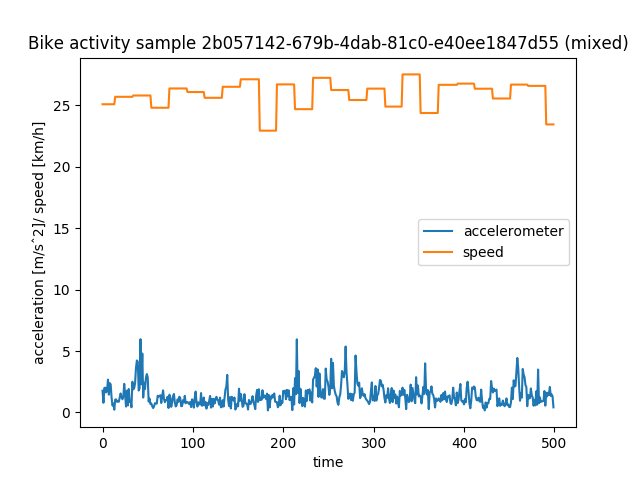 Bike activity sample 2b057142-679b-4dab-81c0-e40ee1847d55 (mixed)
acceleration [m/s^2]/ speed [km/h]
25
20
15
10
5
0
accelerometer
speed
0 100 200 300 400 500
time